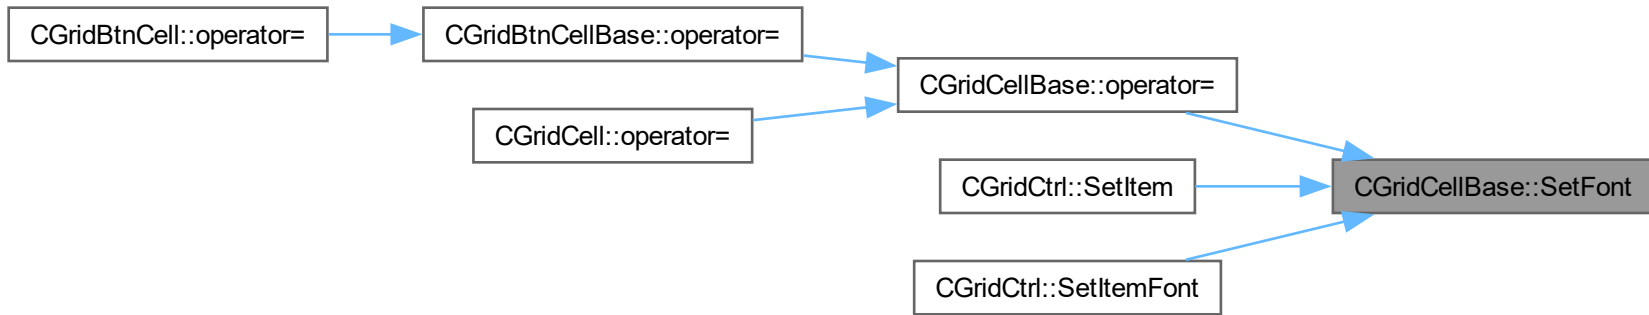 CGridBtnCell::operator=
CGridBtnCellBase::operator=
CGridCellBase::operator=
CGridCell::operator=
CGridCtrl::SetItem
CGridCellBase::SetFont
CGridCtrl::SetItemFont